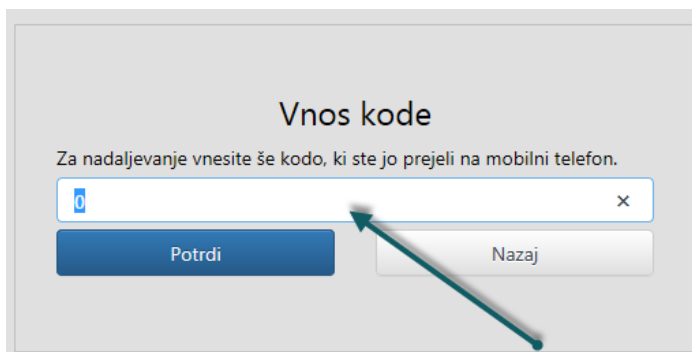 Vnos kode
Za nadaljevanje vnesite še kodo, ki ste jo prejeli na mobilni telefon.
0
Potrdi
Nazaj